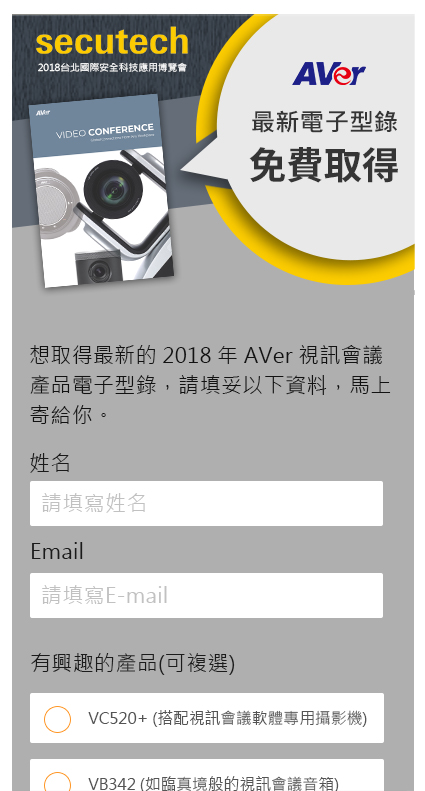 secutech
2018台北國際安全科技應用博覽會
AVer
最新電子型錄
免費取得
AVer
VIDEO CONFERENCE
想取得最新的 2018 年 AVer 視訊會議
產品電子型錄，請填妥以下資料，馬上
寄給你。
姓名
請填寫姓名
Email
請填寫E-mail
有興趣的產品(可複選)
VC520+ (搭配視訊會議軟體專用攝影機)
VB342 (如臨真境般的視訊會議音箱)